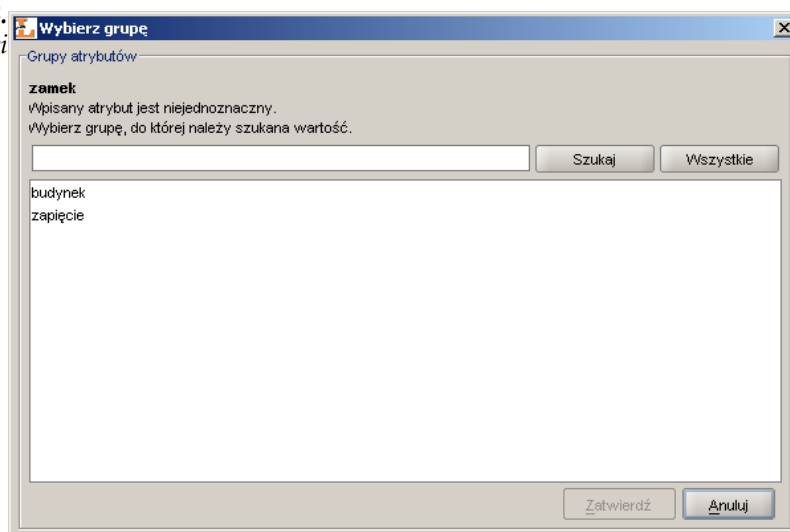 Wybierz grupę
Grupy atrybutów
zamek
Wpisany atrybut jest niejednoznaczny.
Wybierz grupę, do której należy szukana wartość.
Szukaj Wszystkie
budynek
zapięcie
Zatwierdź Anuluj